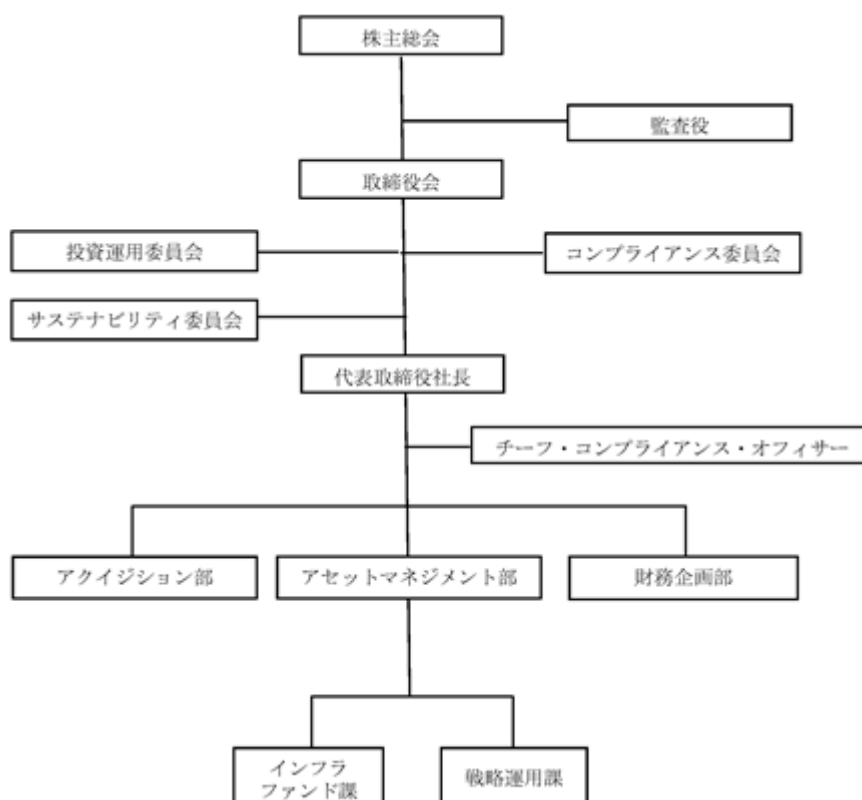 株主総会
監査役
取締役会
投資運用委員会
コンプライアンス委員会
サステナビリティ委員会
代表取締役社長
チーフ・コンプライアンス・オフィサー
アクイジション部
アセットマネジメント部
財務企画部
インフラ
ファンド課
戦略運用課